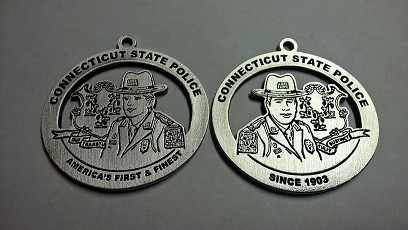 CONNECTICUT STATE POLICE
AMERICA'S FIRST & FINEST
CONNECTICUT STATE POLICE
SINCE 1903